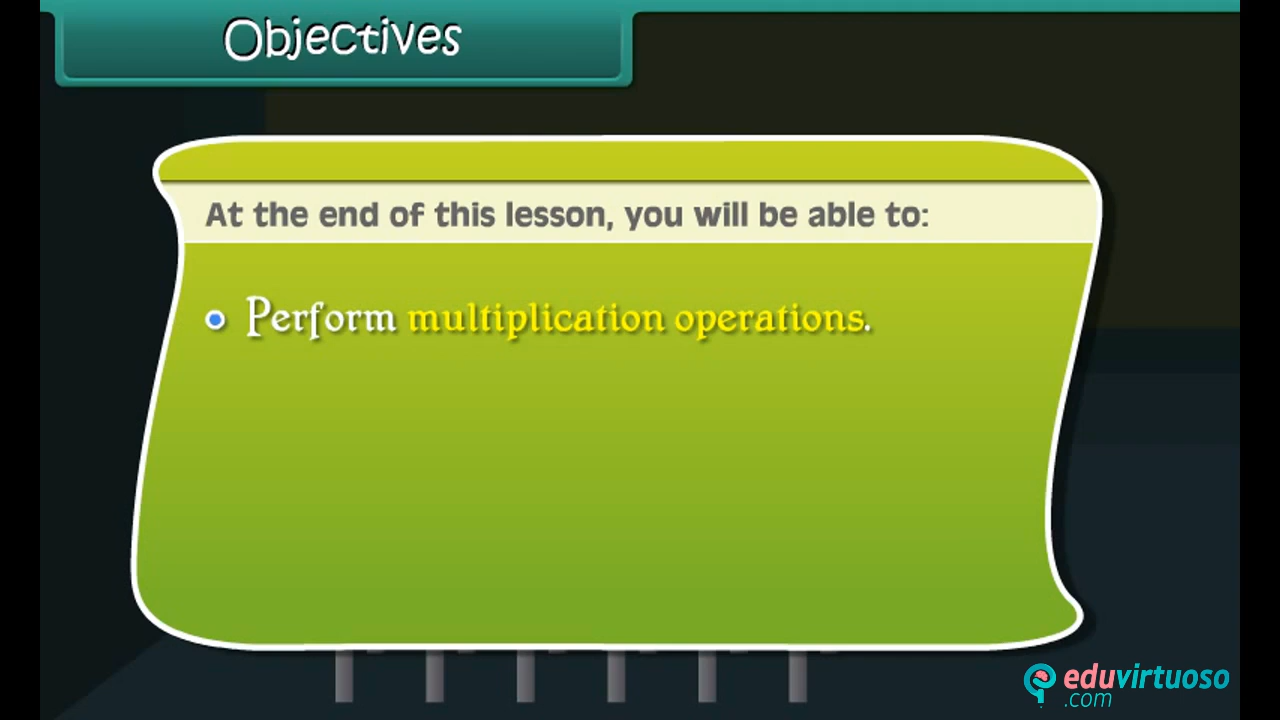 Objectives
At the end of this lesson, you will be able to:
Perform multiplication operations.
eduvirtuoso
.com